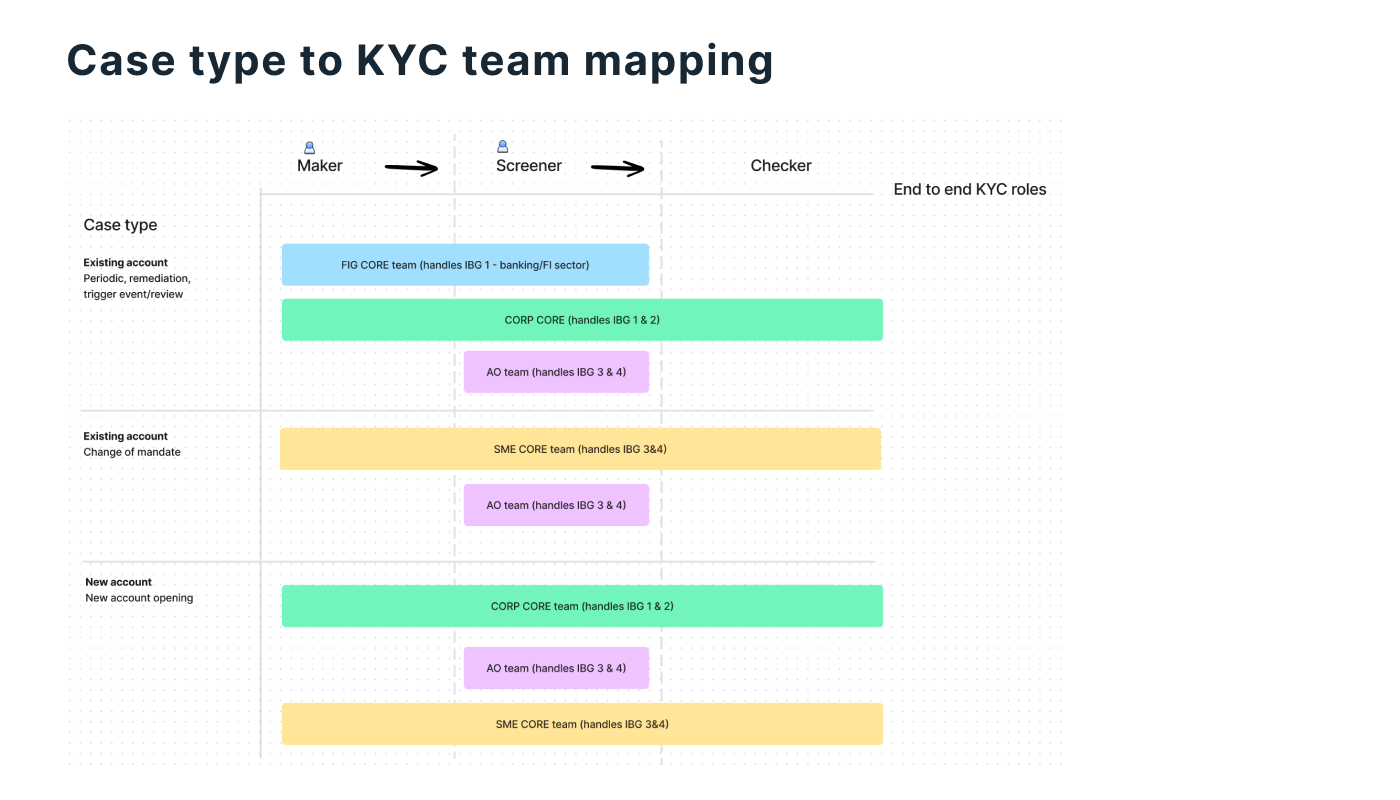 Case type to KYC team mapping
Maker
Screener
Checker
End to end KYC roles
Case type
Existing account
Periodic, remediation,
trigger event/review
FIG CORE team (handles IBG 1 - banking/FI sector)
CORP CORE (handles IBG 1 & 2)
AO team (handles IBG 3 & 4)
Existing account
Change of mandate
SME CORE team (handles IBG 3&4)
AO team (handles IBG 3 & 4)
New account
New account opening
CORP CORE team (handles IBG 1 & 2)
AO team (handles IBG 3 & 4)
SME CORE team (handles IBG 3&4)